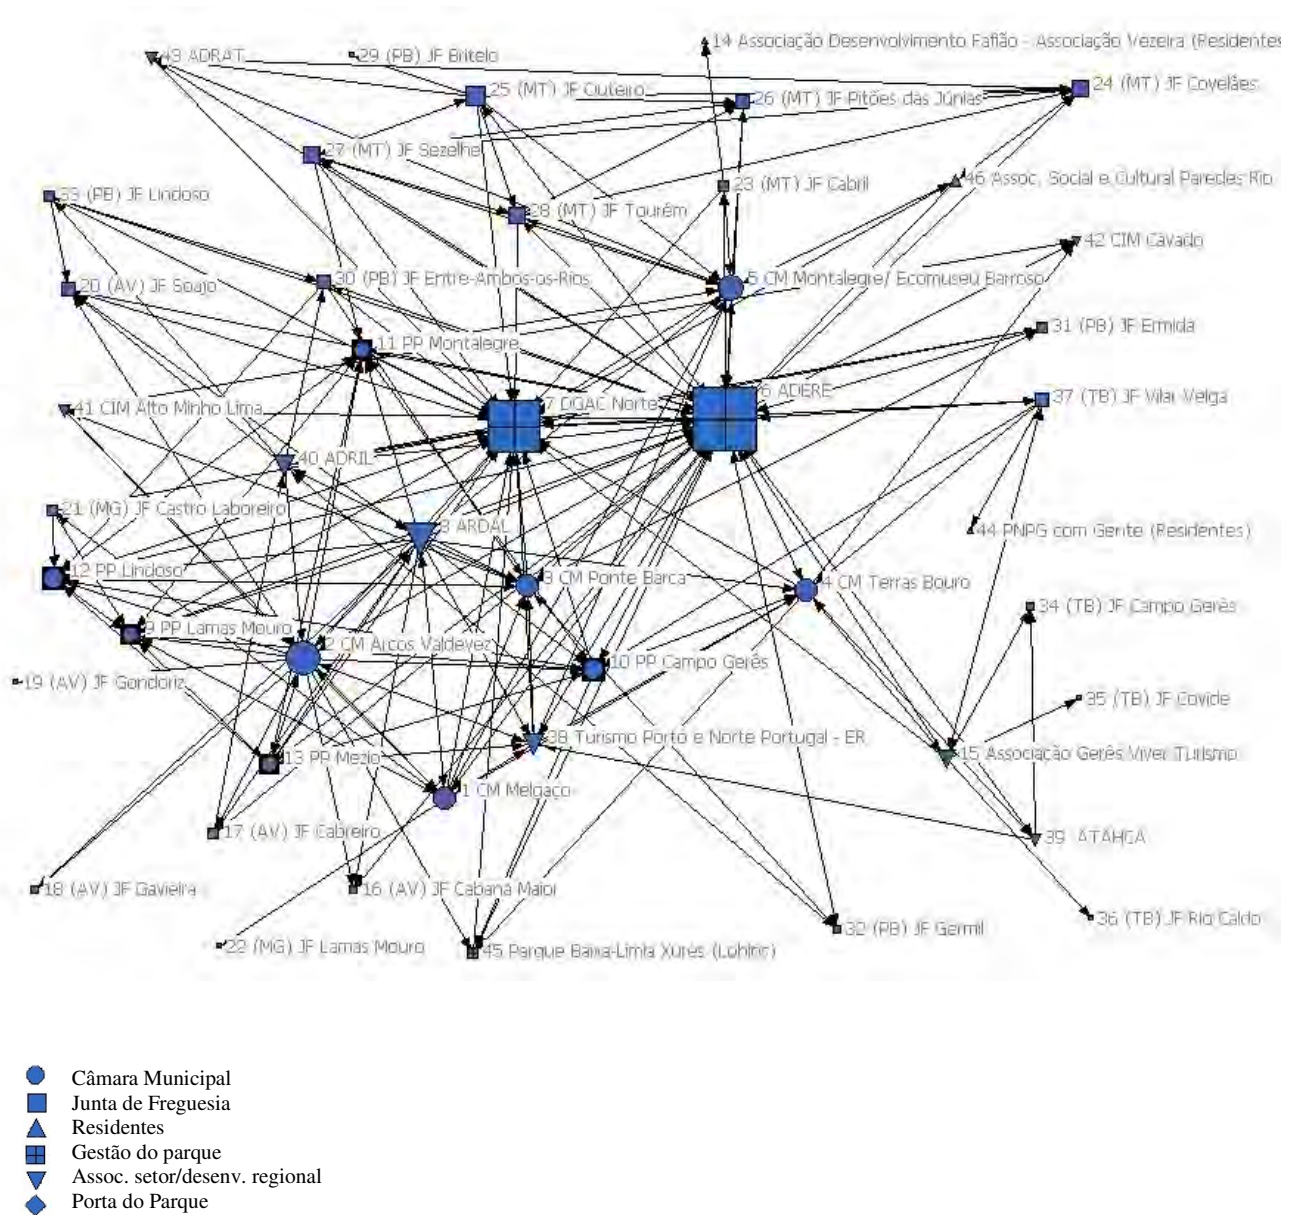 14 Associação Desenvolvimento Fafião - Associação Vezeira (Residentes
43 ADRAT
29 (PB) JF Britelo
24 (MT) JF Covelães
25 (MT) JF Outeiro
26 (MT) JF Pitões das Júnias
27 (MT) JF Sezelhe
46 Assoc. Social e Cultural Paredes Rio
23 (MT) JF Cabril
33 (PB) JF Lindoso
28 (MT) JF Tourém
42 CIM Cávado
30 (PB) JF Entre-Ambos-os-Rios
5 CM Montalegre/ Ecomuseu Barroso
20 (AV) JF Soajo
31 (PB) JF Ermida
11 PP Montalegre
6 ADERE
37 (TB) JF Vilar Veiga
7 DGAC Norte
41 CIM Alto Minho Lima
40 ADRIL
21 (MG) JF Castro Laboreiro
8 ARDAL
44 PNPG com Gente (Residentes)
12 PP Lindoso
3 CM Ponte Barca
4 CM Terras Bouro
34 (TB) JF Campo Gerês
9 PP Lamas Mouro
2 CM Arcos Valdevez
10 PP Campo Gerês
19 (AV) JF Gondoriz
35 (TB) JF Covide
38 Turismo Porto e Norte Portugal - ER
15 Associação Gerês Viver Turismo
13 PP Mezio
1 CM Melgaço
17 (AV) JF Cabreiro
39 ATAHCA
18 (AV) JF Gavieira
16 (AV) JF Cabana Maior
36 (TB) JF Rio Caldo
32 (PB) JF Germil
22 (MG) JF Lamas Mouro
45 Parque Baixa-Limia Xurés (Lobios)
Câmara Municipal
Junta de Freguesia
Residentes
Gestão do parque
Assoc. setor/desenv. regional
Porta do Parque